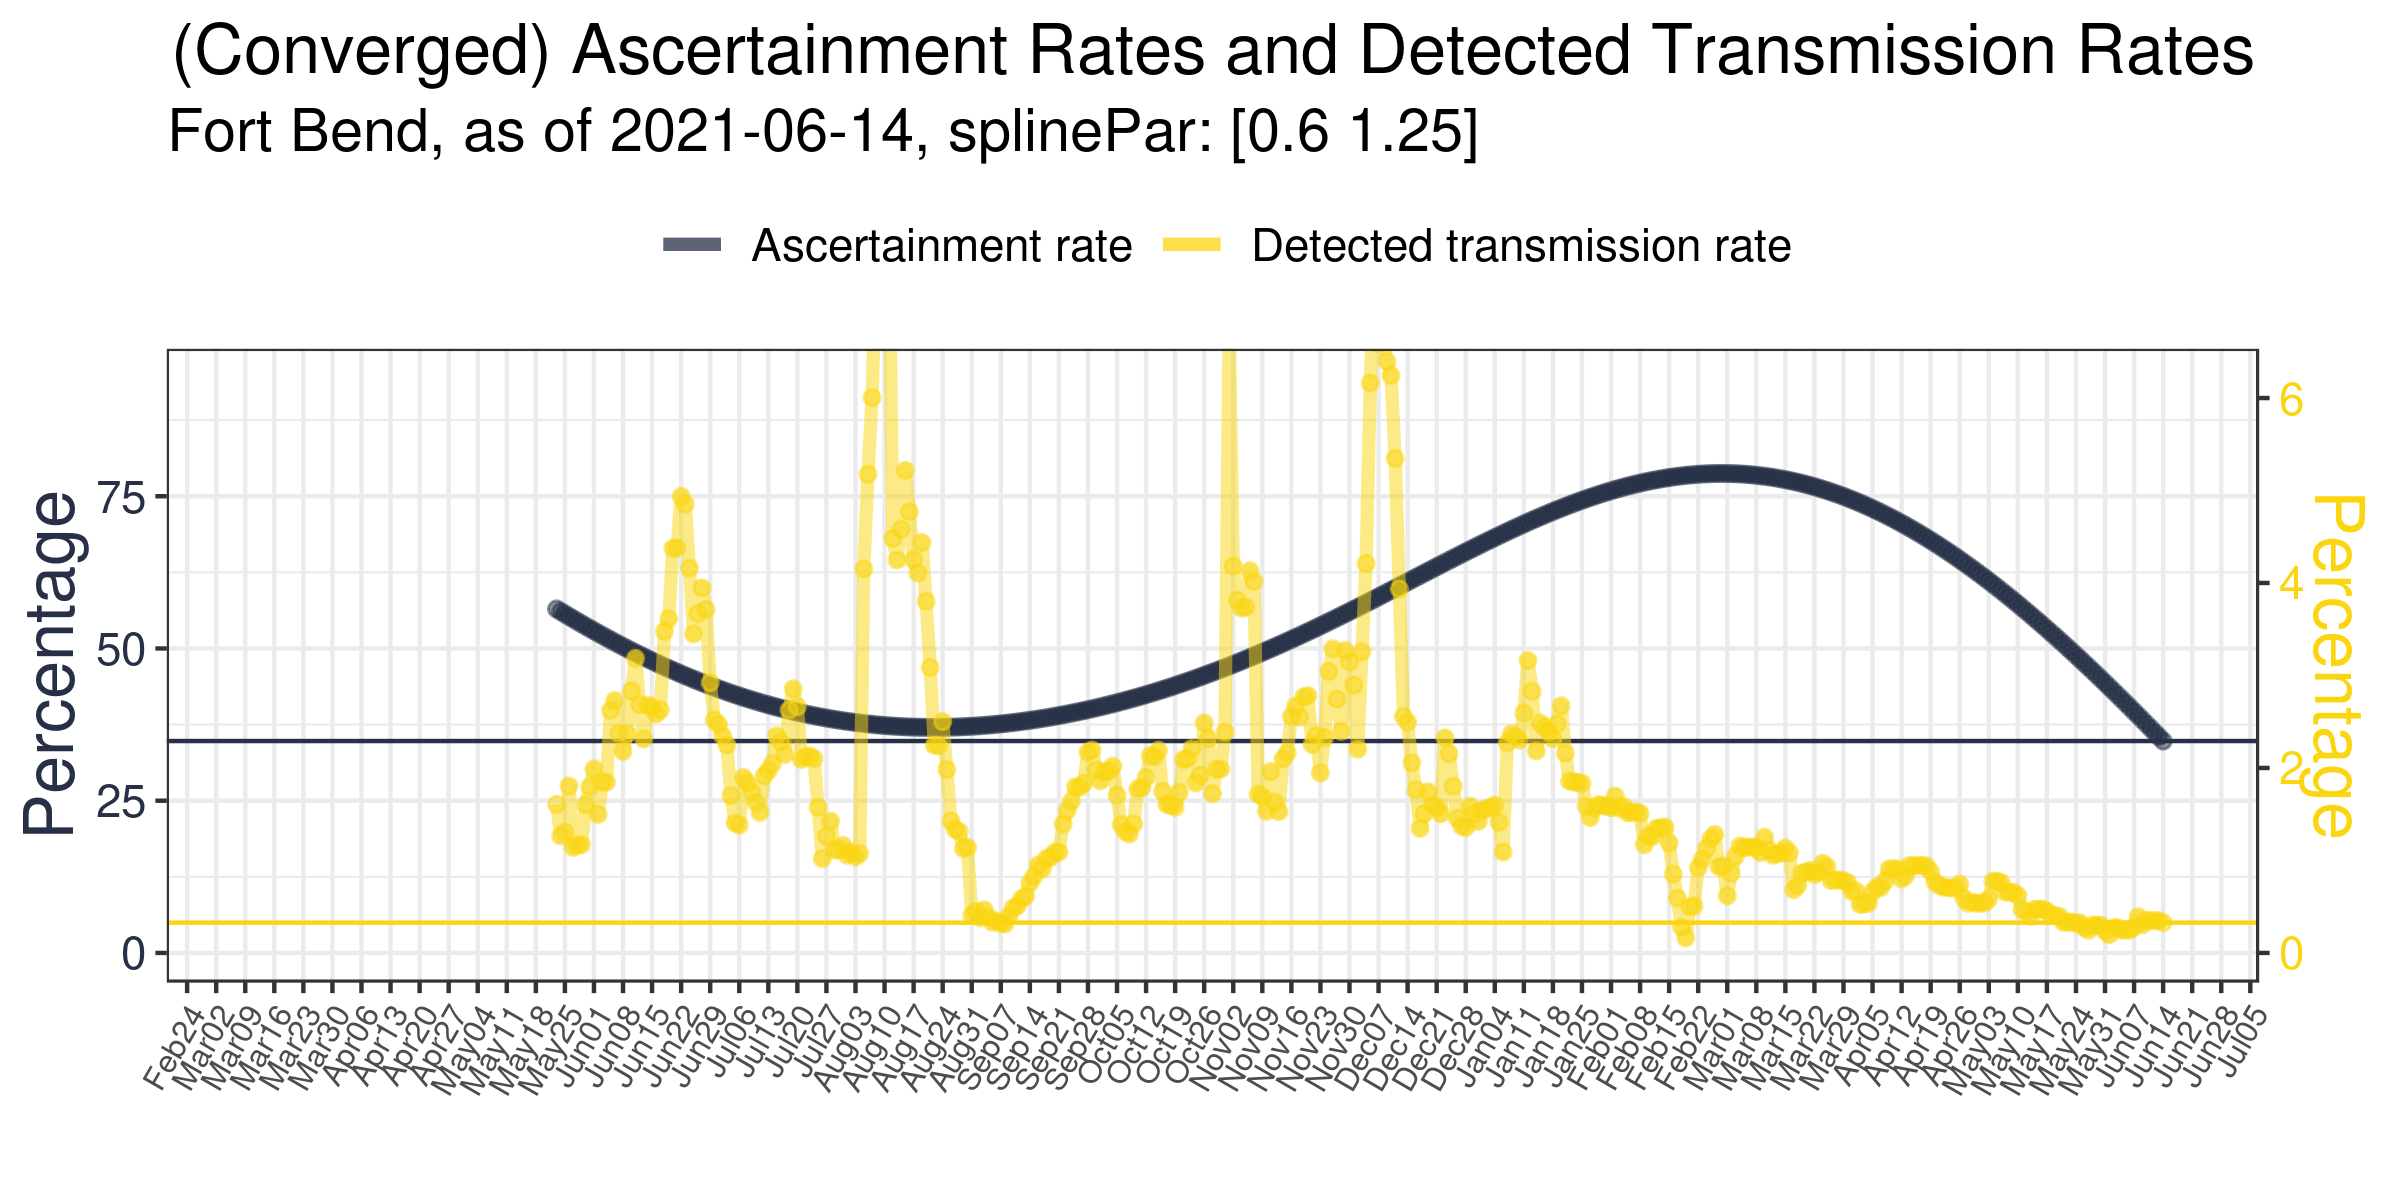 (Converged) Ascertainment Rates and Detected Transmission Rates
Fort Bend, as of 2021-06-14, splinePar: [0.6 1.25]
Ascertainment rate Detected transmission rate
Percentage
75
50
25
0
6
4
2
0
Percentage
Feb24 Mar02 Mar09 Mar16 Mar23 Mar30 Apr06 Apr13 Apr20 Apr27 May04 May11 May18 May25 Jun01 Jun08 Jun15 Jun22 Jun29 Jul06 Jul13 Jul20 Jul27 Aug03 Aug10 Aug17 Aug24 Aug31 Sep07 Sep14 Sep21 Sep28 Oct05 Oct12 Oct19 Oct26 Nov02 Nov09 Nov16 Nov23 Nov30 Dec07 Dec14 Dec21 Dec28 Jan04 Jan11 Jan18 Jan25 Feb01 Feb08 Feb15 Feb22 Mar01 Mar08 Mar15 Mar22 Mar29 Apr05 Apr12 Apr19 Apr26 May03 May10 May17 May24 May31 Jun07 Jun14 Jun21 Jun28 Jul05